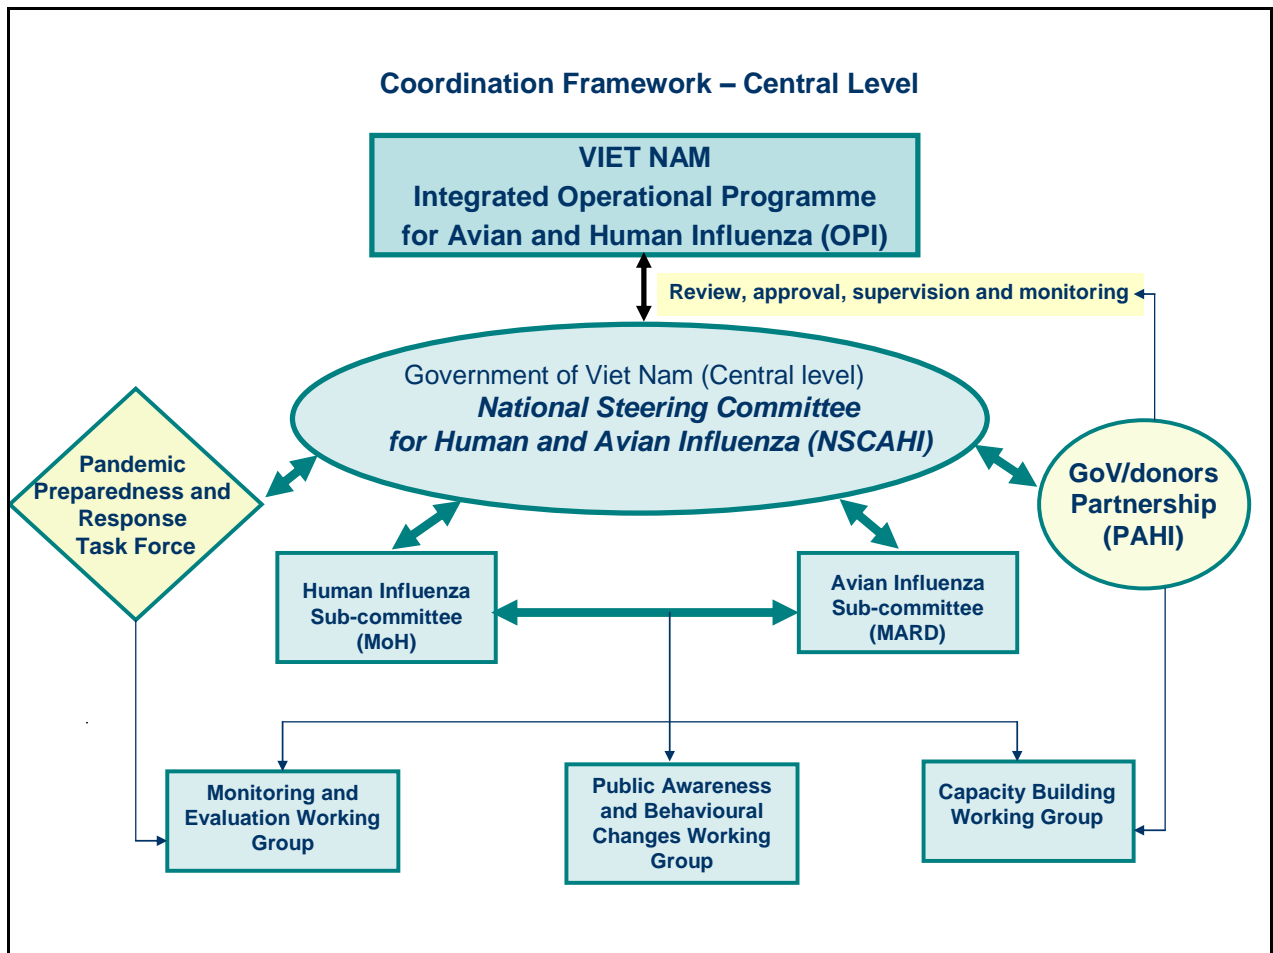 Coordination Framework – Central Level
VIET NAM
Integrated Operational Programme
for Avian and Human Influenza (OPI)
Review, approval, supervision and monitoring
Government of Viet Nam (Central level)
National Steering Committee
for Human and Avian Influenza (NSCAHI)
Pandemic
Preparedness and
Response
Task Force
GoV/donors
Partnership
(PAHI)
Human Influenza
Sub-committee
(MoH)
Avian Influenza
Sub-committee
(MARD)
Monitoring and
Evaluation Working
Group
Public Awareness
and Behavioural
Changes Working
Group
Capacity Building
Working Group